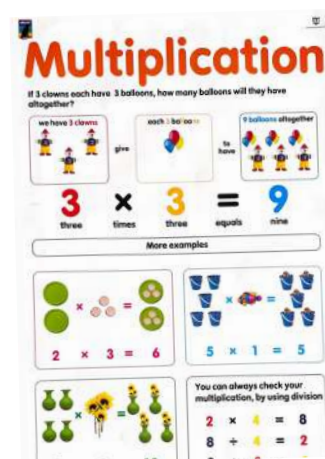 Multiplication
If 3 clowns each have 3 balloons, how many balloons will they have
altogether?
we have 3 clowns
give
each 3 balloons
to
have
9 balloons altogether
3 × 3 = 9
three times three equals nine
More examples
× =
2 × 3 = 6
× =
5 × 1 = 5
× =
You can always check your
multiplication, by using division
2 × 4 = 8
8 ÷ 4 = 2